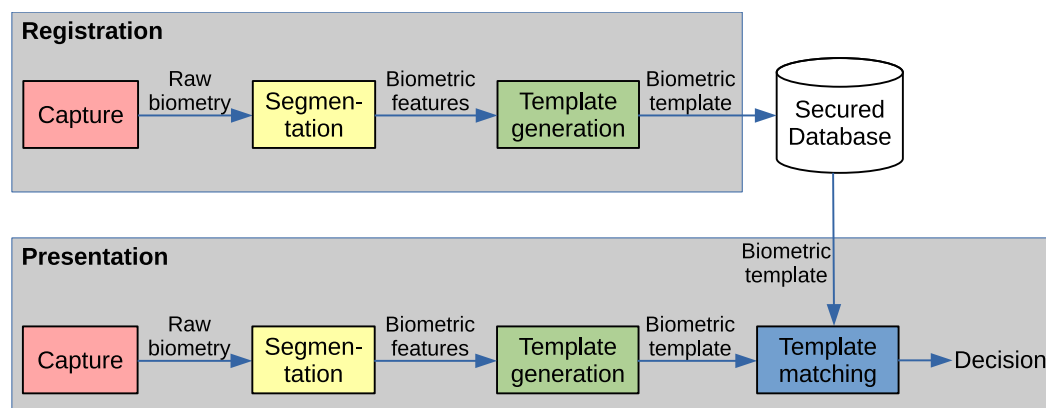 Registration
Capture
Raw
biometry
Segmen-
tation
Biometric
features
Template
generation
Biometric
template
Secured
Database
Presentation
Biometric
template
Capture
Raw
biometry
Segmen-
tation
Biometric
features
Template
generation
Biometric
template
Template
matching
Decision